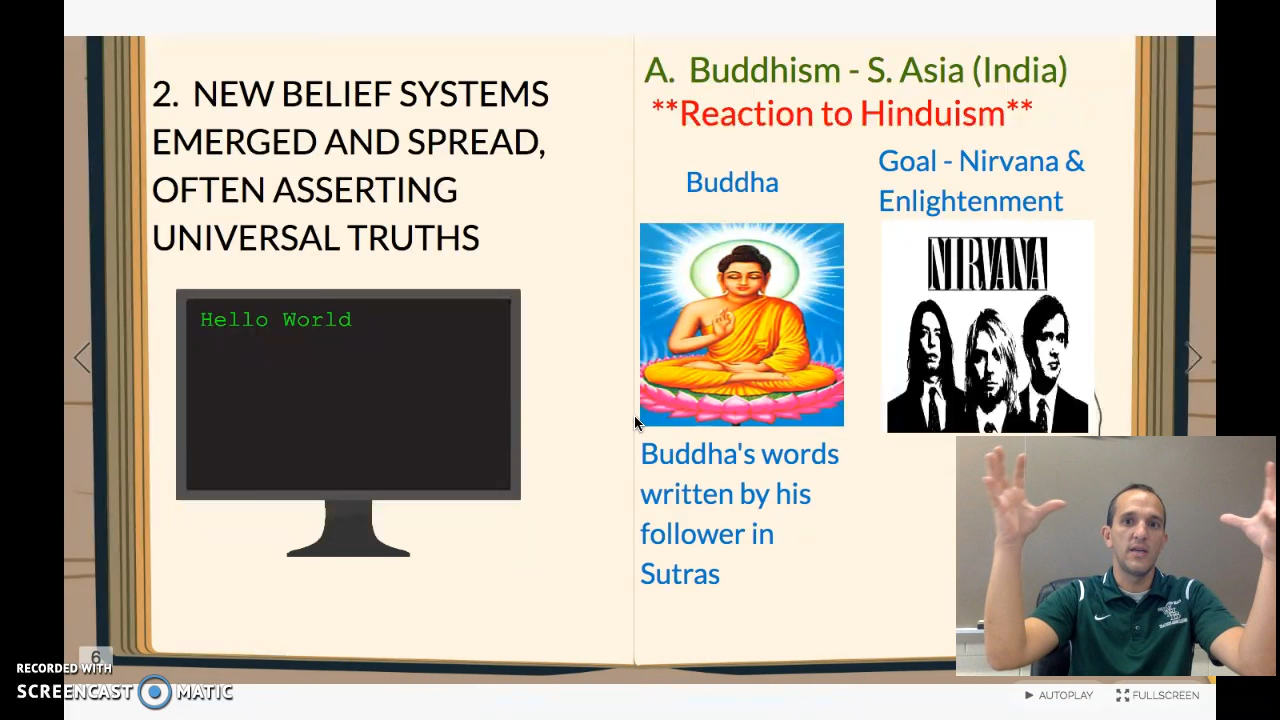 2. NEW BELIEF SYSTEMS
EMERGED AND SPREAD,
OFTEN ASSERTING
UNIVERSAL TRUTHS
Hello World
A. Buddhism - S. Asia (India)
**Reaction to Hinduism**
Buddha
Goal - Nirvana &
Enlightenment
NIRVANA
Buddha's words
written by his
follower in
Sutras
6
RECORDED WITH
SCREENCAST MATIC
AUTOPLAY
FULLSCREEN